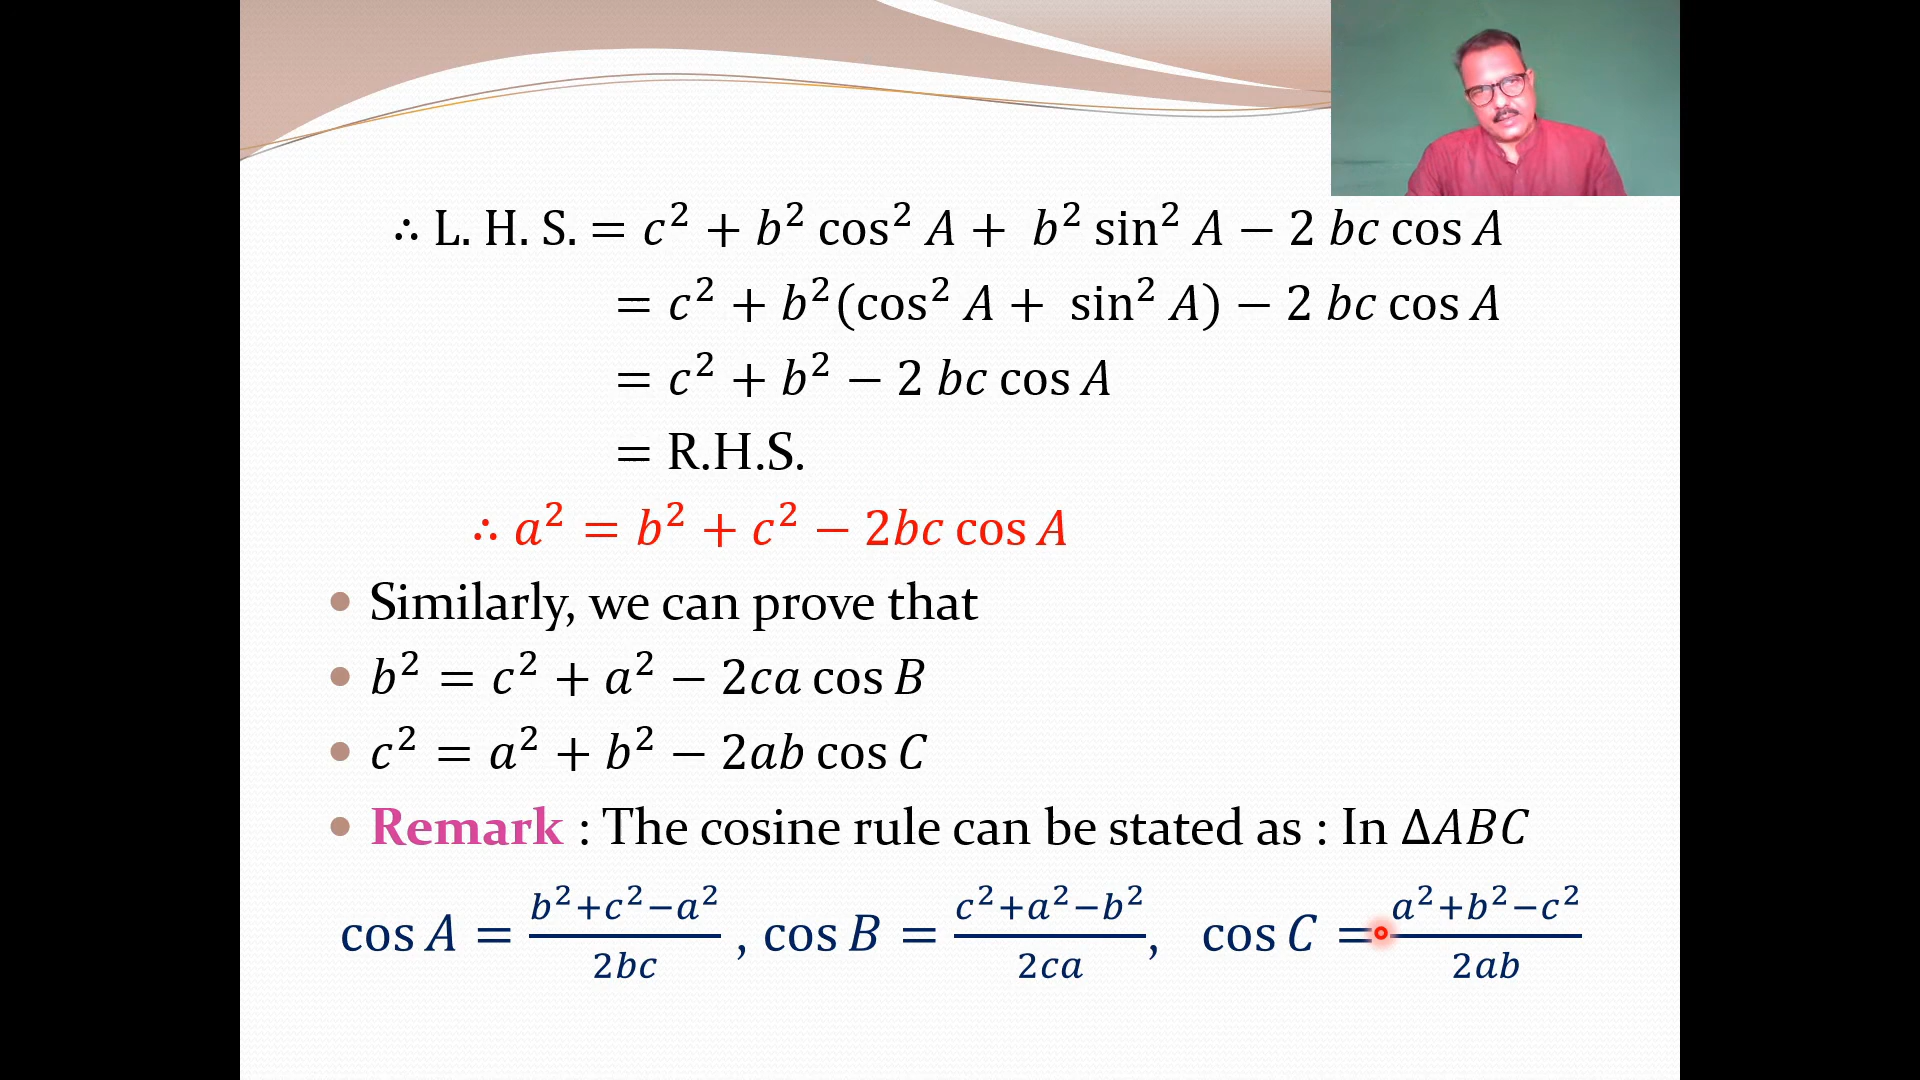 ∴ L. H. S. = c² + b² cos² A + b² sin² A − 2 bc cos A
= c² + b²(cos² A + sin² A) − 2 bc cos A
= c² + b² − 2 bc cos A
= R.H.S.
∴ a² = b² + c² − 2bc cos A
• Similarly, we can prove that
• b² = c² + a² − 2ca cos B
• c² = a² + b² − 2ab cos C
• Remark : The cosine rule can be stated as : In ΔABC
cos A = \frac{b²+c²−a²}{2bc} , cos B = \frac{c²+a²−b²}{2ca}, cos C = \frac{a²+b²−c²}{2ab}